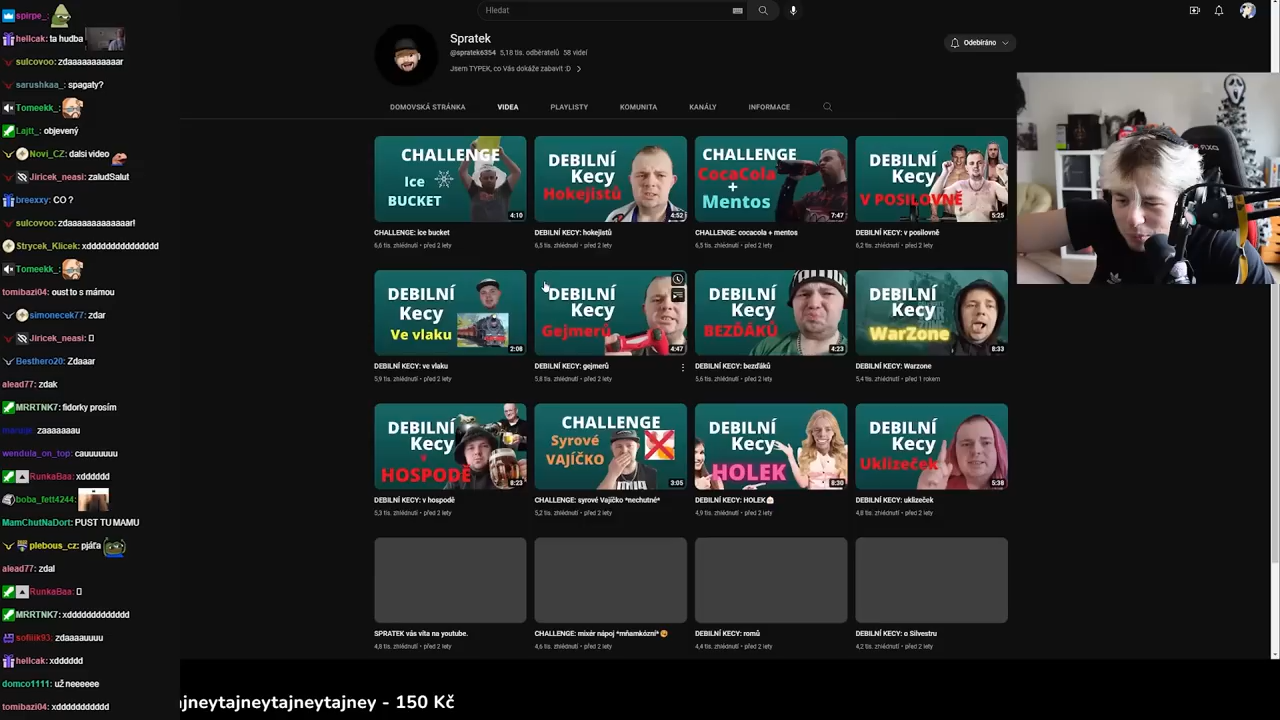 spirpe_:
hellcak: ta hudba
sulcovoo: zdaaaaaaaaaar
sarushkaa_: spagaty?
Tomeekk_:
Lajtt_: objevený
Novi_CZ: dalsi video
Jiricek_neasi: zaludSalut
breexxy: CO ?
sulcovoo: zdaaaaaaaaaaaar!
Strycek_Klicek: xdddddddddddddd
Tomeekk_:
tomibazi04: oust to s mámou
simonecek77: zdar
Jiricek_neasi:
Besthero20: Zdaaar
alead77: zdak
MRRTNK7: fidorky prosím
zaaaaaaau
wendula_on_top: cauuuuuuu
RunkaBaa: xdddddd
boba_fett4244:
MamChutNaDort: PUST TU MAMU
plebous_cz: pjáťa
alead77: zdal
RunkaBaa:
MRRTNK7: xdddddddddddd
sofiiik93: zdaaaauuuu
hellcak: xdddddd
domco1111: už neeeeee
tomibazi04: xdddddddddd
Hledat
Spratek
@spratek6354 5,18 tis. odběratelů 58 videí
Jsem TYPEK, co Vás dokáže zabavit :D
Odebíráno
DOMOVSKÁ STRÁNKA VIDEA PLAYLISTY KOMUNITA KANÁLY INFORMACE
CHALLENGE
Ice
BUCKET
4:10
CHALLENGE: ice bucket
6,6 tis. zhlédnutí • před 2 lety
DEBILNÍ
Kecy
Hokejistů
4:52
DEBILNÍ KECY: hokejistů
6,5 tis. zhlédnutí • před 2 lety
CHALLENGE
CocaCola
+
Mentos
7:47
CHALLENGE: cocacola + mentos
6,5 tis. zhlédnutí • před 2 lety
DEBILNÍ
Kecy
V POSILOVNĚ
5:25
DEBILNÍ KECY: v posilovně
6,2 tis. zhlédnutí • před 2 lety
DEBILNÍ
Kecy
Ve vlaku
2:08
DEBILNÍ KECY: ve vlaku
5,9 tis. zhlédnutí • před 2 lety
DEBILNÍ
Kecy
Gejmerů
4:47
DEBILNÍ KECY: gejmerů
5,8 tis. zhlédnutí • před 2 lety
DEBILNÍ
Kecy
BEZĎÁKŮ
4:23
DEBILNÍ KECY: bezďáků
5,6 tis. zhlédnutí • před 2 lety
DEBILNÍ
Kecy
WarZone
8:33
DEBILNÍ KECY: Warzone
5,4 tis. zhlédnutí • před 1 rokem
DEBILNÍ
Kecy
HOSPODĚ
8:23
DEBILNÍ KECY: v hospodě
5,3 tis. zhlédnutí • před 2 lety
CHALLENGE
Syrové
VAJÍČKO
3:05
CHALLENGE: syrové Vajíčko *nechutné*
5,2 tis. zhlédnutí • před 2 lety
DEBILNÍ
Kecy
HOLEK
8:30
DEBILNÍ KECY: HOLEK
4,9 tis. zhlédnutí • před 2 lety
DEBILNÍ
Kecy
Uklízeček
5:38
DEBILNÍ KECY: uklízeček
4,8 tis. zhlédnutí • před 2 lety
SPRATEK vás víta na youtube.
4,8 tis. zhlédnutí • před 2 lety
CHALLENGE: mixér nápoj *mňamkózní*
4,6 tis. zhlédnutí • před 2 lety
DEBILNÍ KECY: romů
4,4 tis. zhlédnutí • před 2 lety
DEBILNÍ KECY: o Silvestru
4,2 tis. zhlédnutí • před 2 lety
ajneytajneytajneytajney - 150 Kč